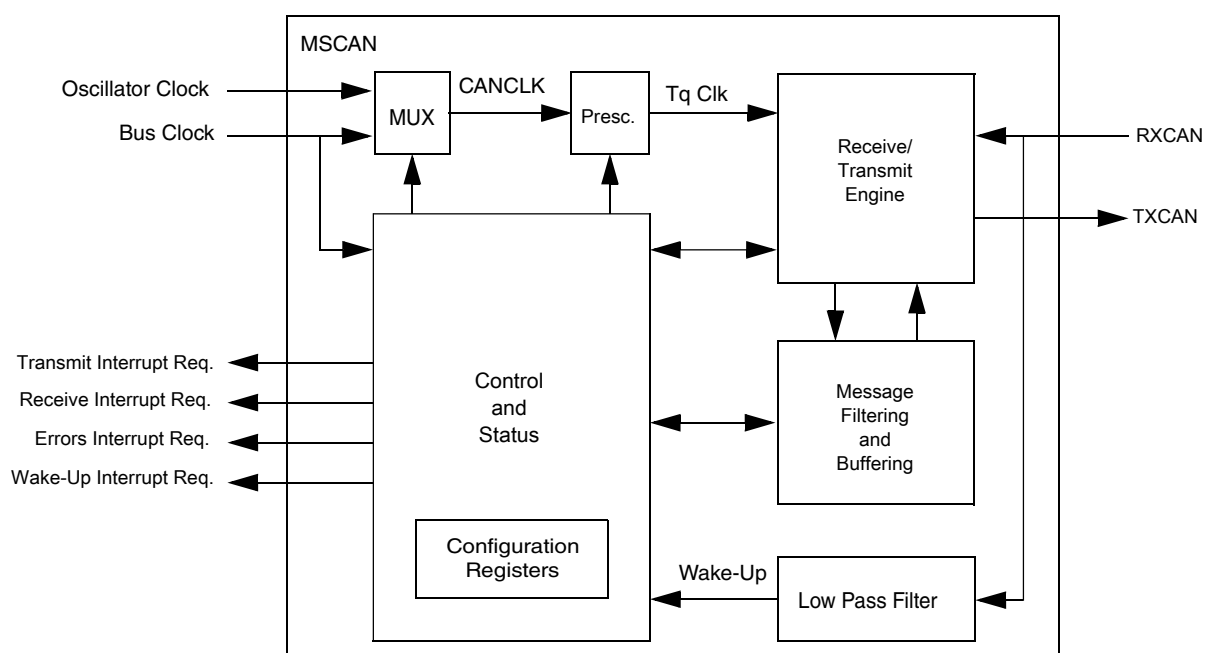 MSCAN
Oscillator Clock
Bus Clock
MUX
CANCLK
Presc.
Tq Clk
Receive/
Transmit
Engine
RXCAN
TXCAN
Transmit Interrupt Req.
Receive Interrupt Req.
Errors Interrupt Req.
Wake-Up Interrupt Req.
Control
and
Status
Message
Filtering
and
Buffering
Configuration
Registers
Wake-Up
Low Pass Filter